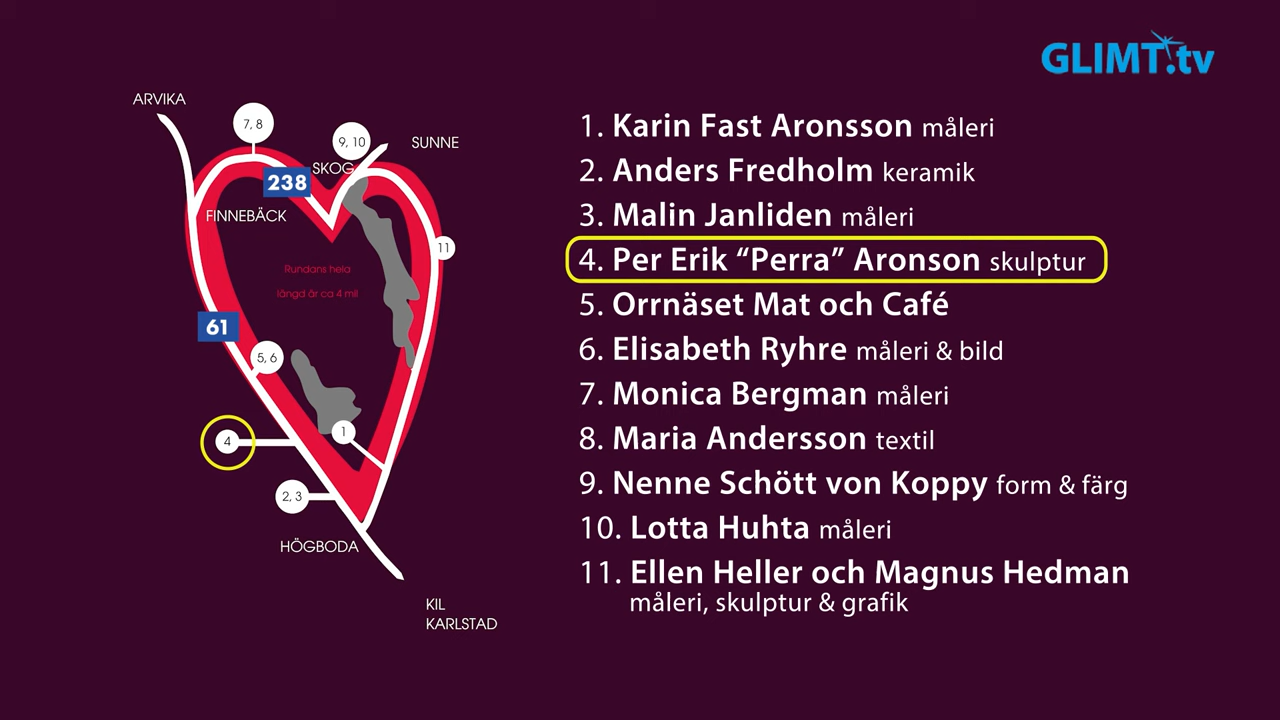 GLIMT.tv
ARVIKA
7, 8
9, 10
SUNNE
SKOG
238
FINNEBÄCK
11
Rundans hela
längd är ca 4 mil
61
5, 6
4
1
2, 3
HÖGBODA
KIL
KARLSTAD
1. Karin Fast Aronsson måleri
2. Anders Fredholm keramik
3. Malin Janliden måleri
4. Per Erik “Perra” Aronson skulptur
5. Orrnäset Mat och Café
6. Elisabeth Ryhre måleri & bild
7. Monica Bergman måleri
8. Maria Andersson textil
9. Nenne Schött von Koppy form & färg
10. Lotta Huhta måleri
11. Ellen Heller och Magnus Hedman
måleri, skulptur & grafik